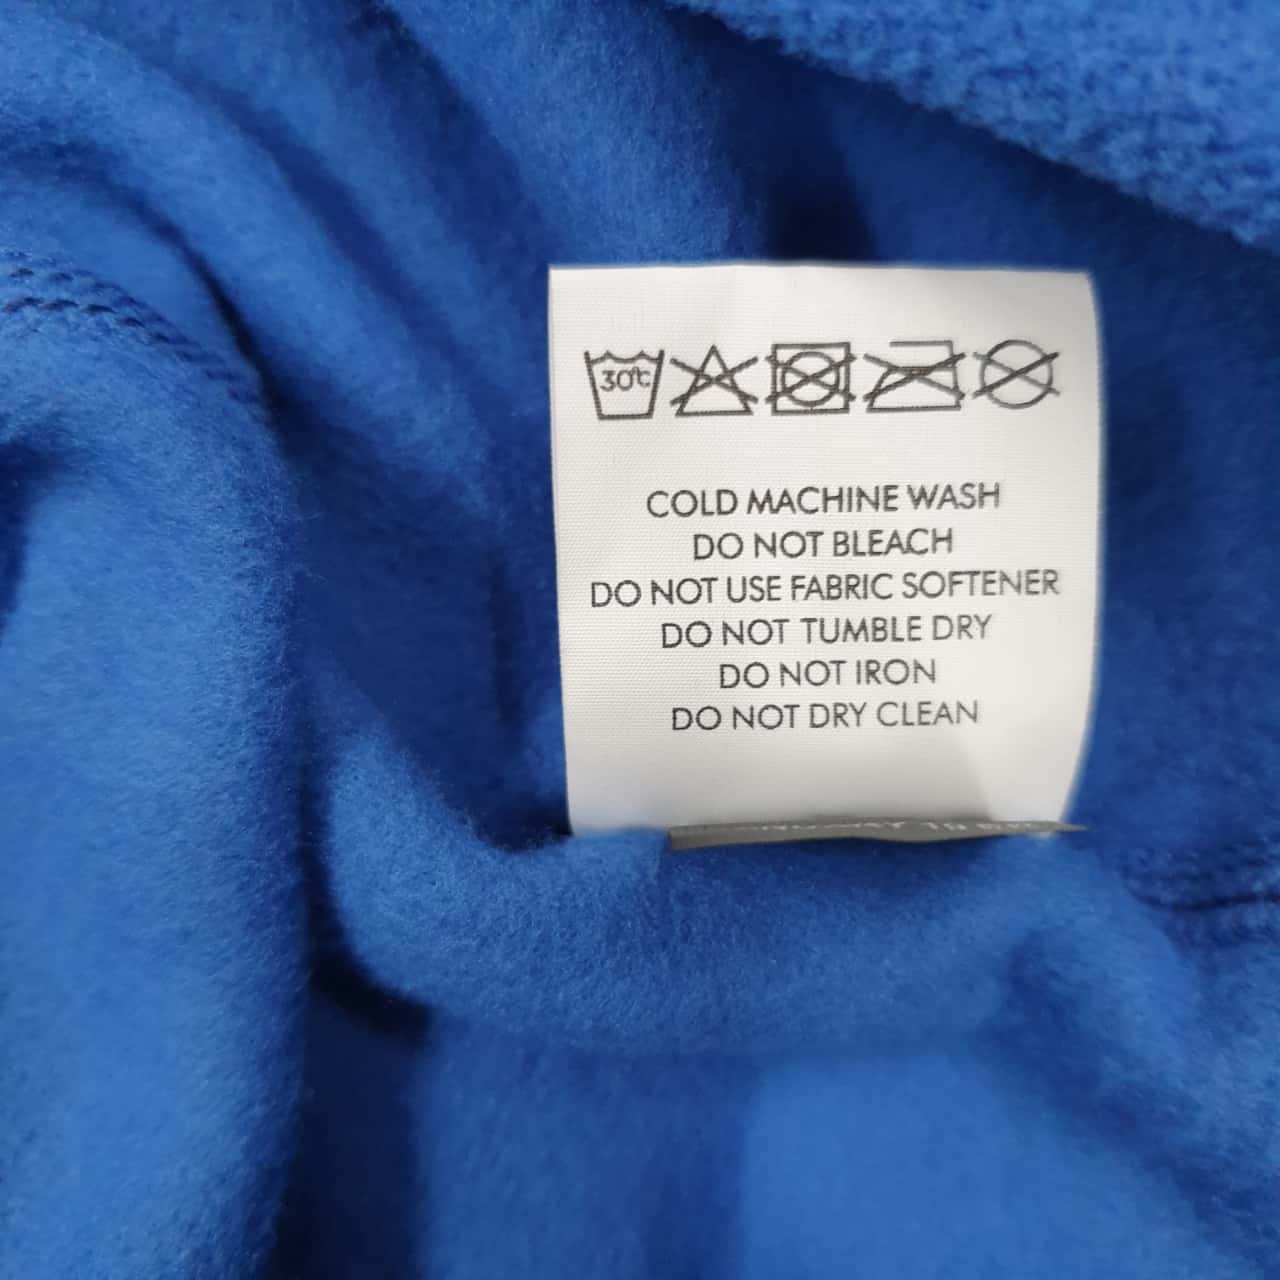 30°C
COLD MACHINE WASH
DO NOT BLEACH
DO NOT USE FABRIC SOFTENER
DO NOT TUMBLE DRY
DO NOT IRON
DO NOT DRY CLEAN